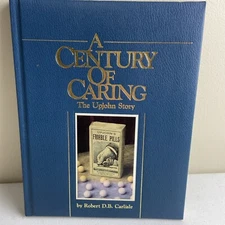 A
CENTURY
OF
CARING
The Upjohn Story
FRIABLE PILLS
by Robert D.B. Carlisle